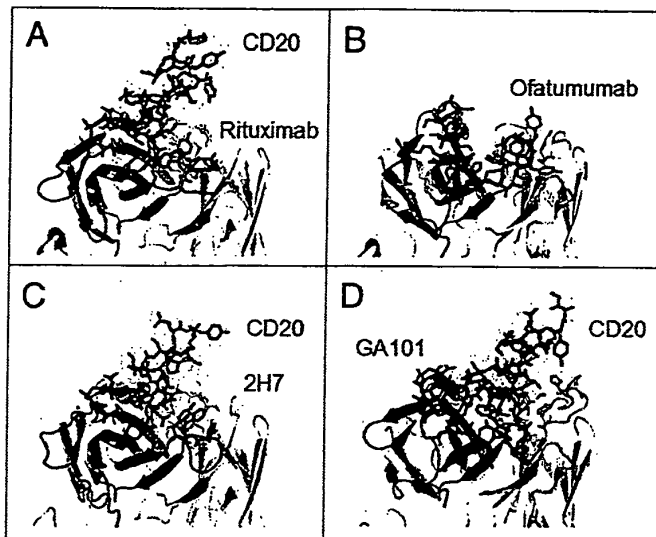 A
CD20
Rituximab
B
Ofatumumab
C
CD20
2H7
D
GA101
CD20